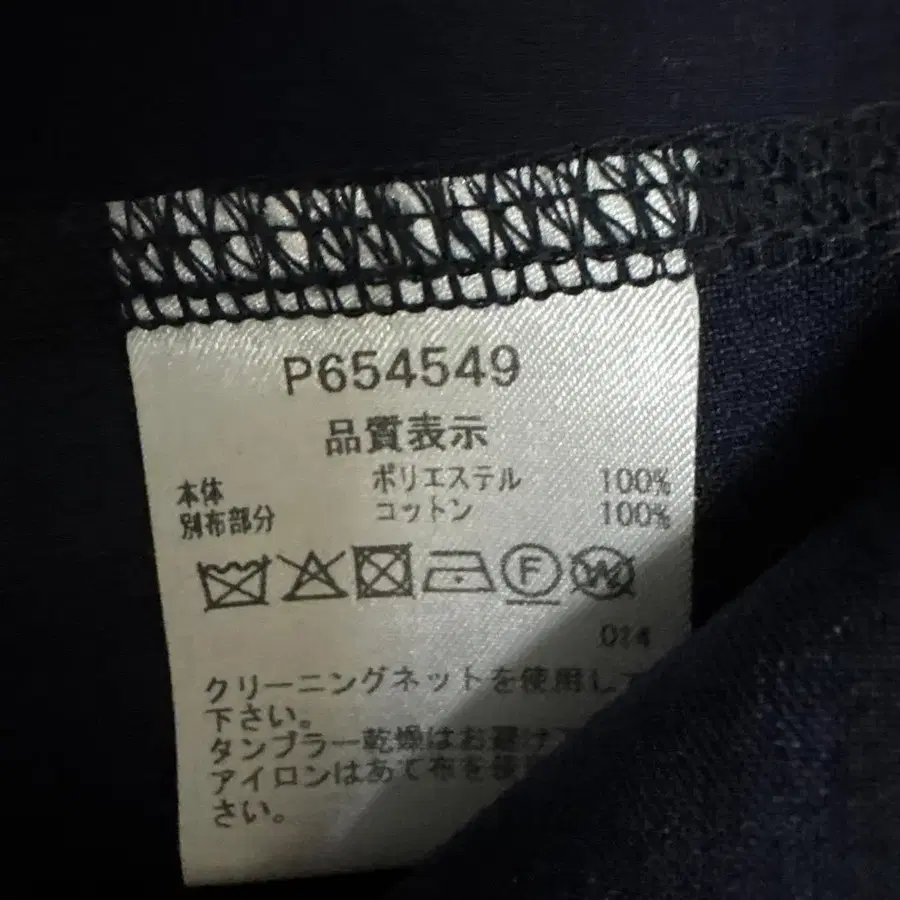 P654549
品質表示
本体 ポリエステル 100%
別布部分 コットン 100%
F W
014
クリーニングネットを使用して
下さい。
タンブラー乾燥はお避け
アイロンはあて布を使
さい。